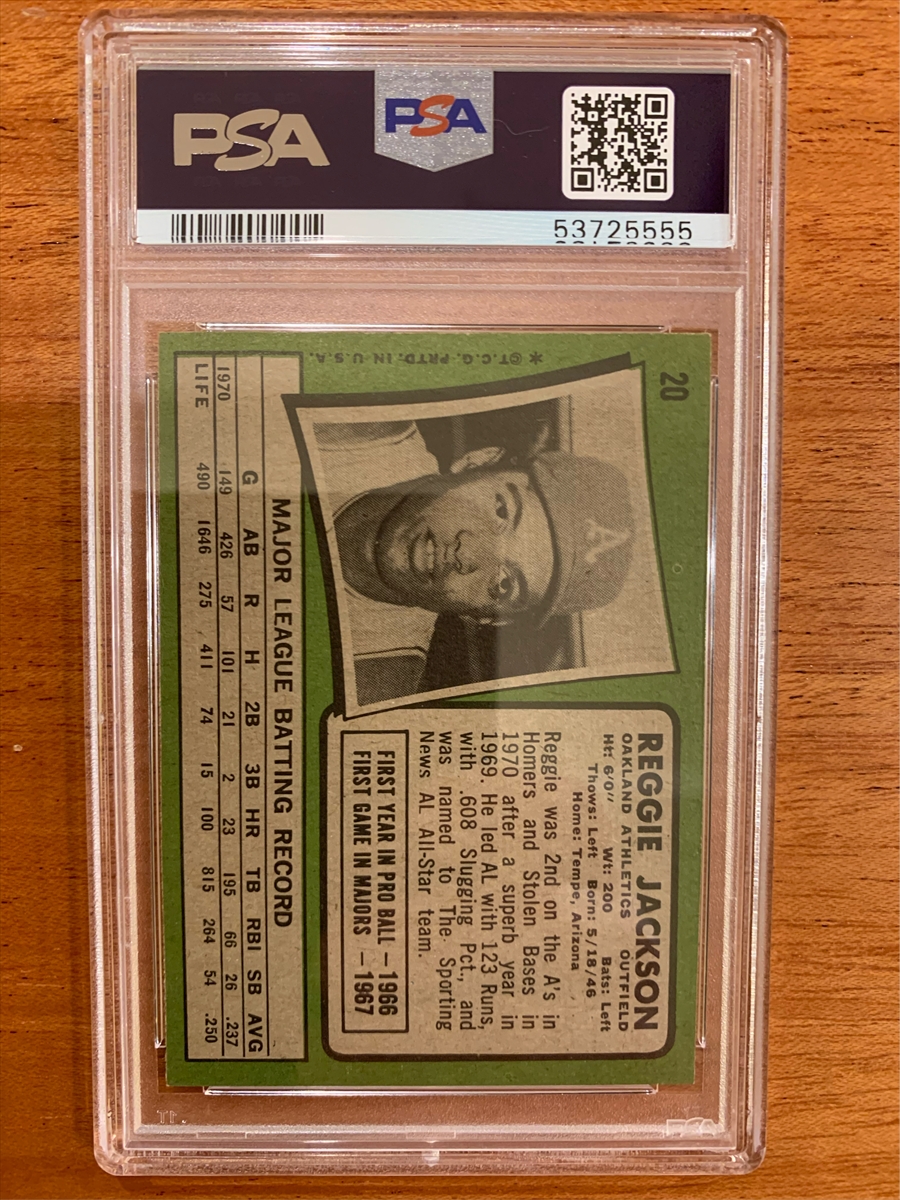 PSA
PSA
53725555
20
REGGIE JACKSON
OAKLAND ATHLETICS OUTFIELD
Ht: 6'0" Wt: 200 Bats: Left
Thows: Left Born: 5/18/46
Home: Tempe, Arizona
Reggie was 2nd on the A's in
Homers and Stolen Bases in
1970 after a superb year in
1969. He led AL with 123 Runs,
with .608 Slugging Pct., and
was named to The Sporting
News AL All-Star team.
FIRST YEAR IN PRO BALL — 1966
FIRST GAME IN MAJORS — 1967
MAJOR LEAGUE BATTING RECORD
G AB R H 2B 3B HR TB RBI SB AVG
1970 149 426 57 101 21 2 23 195 66 26 .237
LIFE 490 1646 275 411 74 15 100 815 264 54 .250
* © T.C.G. PRTD. IN U.S.A.
A